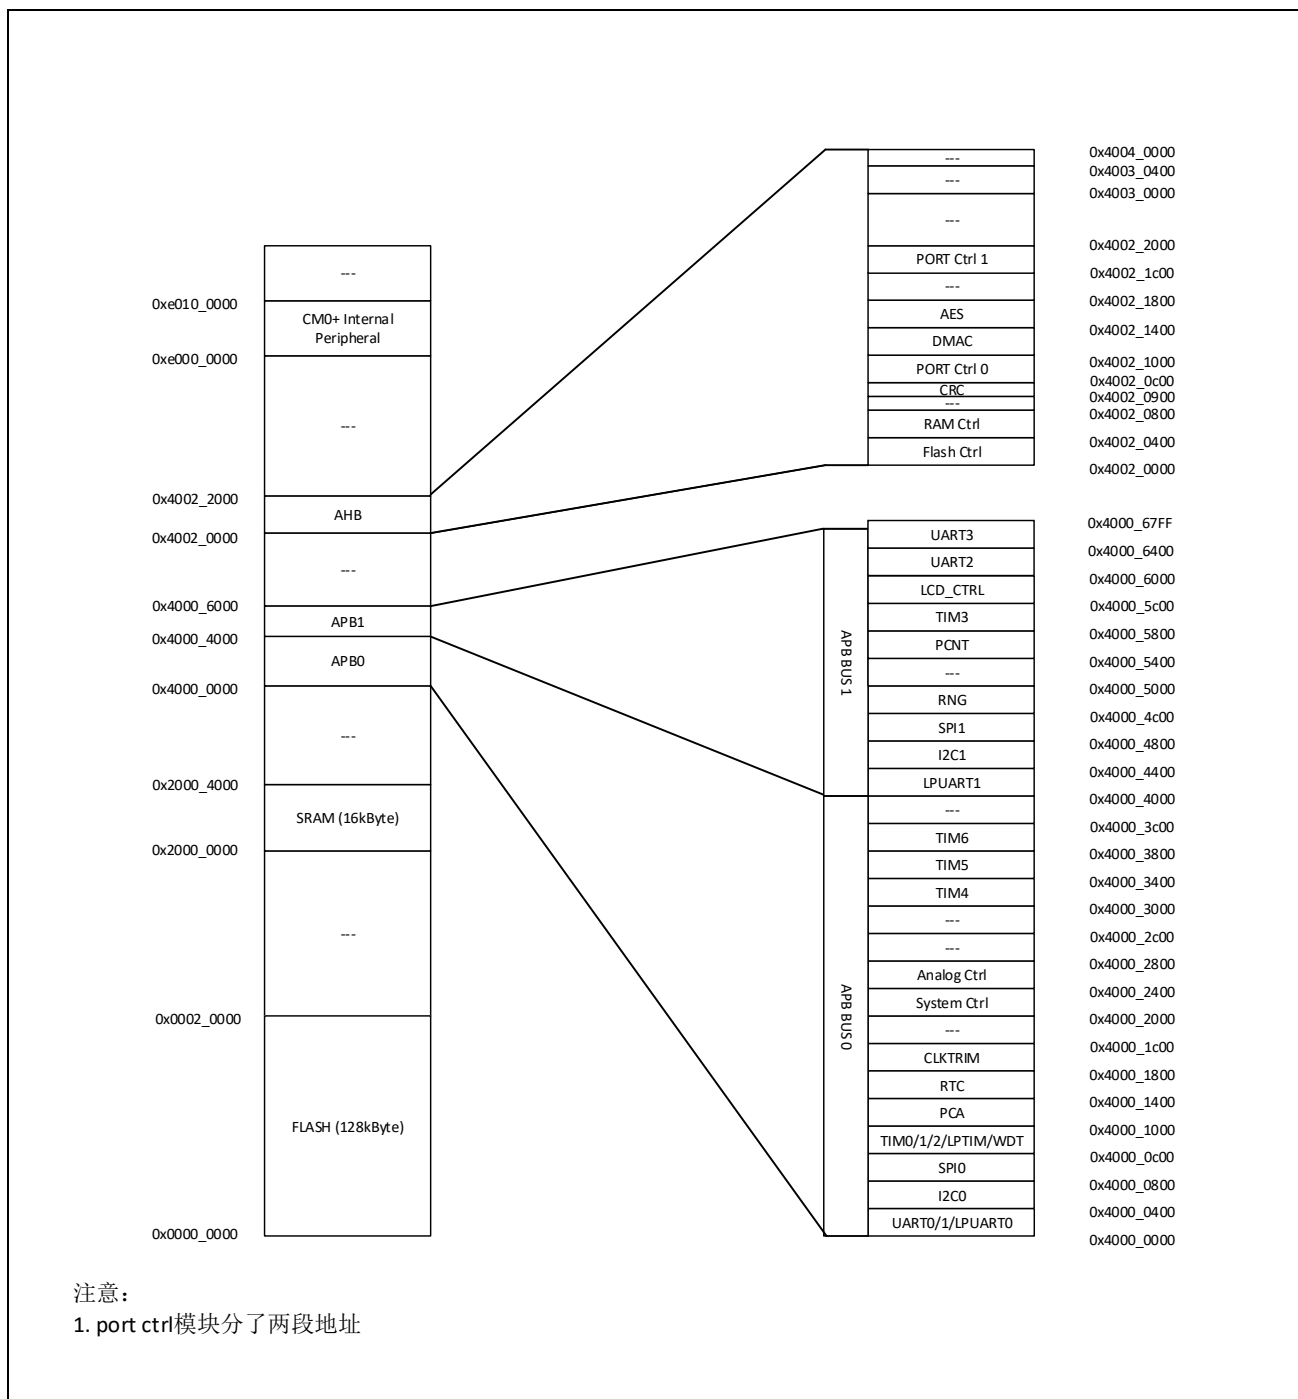 ---
0xe010_0000
CM0+ Internal
Peripheral
0xe000_0000
---
0x4002_2000
AHB
0x4002_0000
---
0x4000_6000
APB1
0x4000_4000
APB0
0x4000_0000
---
0x2000_4000
SRAM (16kByte)
0x2000_0000
---
0x0002_0000
FLASH (128kByte)
0x0000_0000
0x4004_0000
---
0x4003_0400
---
0x4003_0000
---
0x4002_2000
PORT Ctrl 1
0x4002_1c00
---
0x4002_1800
AES
0x4002_1400
DMAC
0x4002_1000
PORT Ctrl 0
0x4002_0c00
CRC
0x4002_0900
---
0x4002_0800
RAM Ctrl
0x4002_0400
Flash Ctrl
0x4002_0000
APB BUS 1
0x4000_67FF
UART3
0x4000_6400
UART2
0x4000_6000
LCD_CTRL
0x4000_5c00
TIM3
0x4000_5800
PCNT
0x4000_5400
---
0x4000_5000
RNG
0x4000_4c00
SPI1
0x4000_4800
I2C1
0x4000_4400
LPUART1
0x4000_4000
APB BUS 0
---
0x4000_3c00
TIM6
0x4000_3800
TIM5
0x4000_3400
TIM4
0x4000_3000
---
0x4000_2c00
---
0x4000_2800
Analog Ctrl
0x4000_2400
System Ctrl
0x4000_2000
---
0x4000_1c00
CLKTRIM
0x4000_1800
RTC
0x4000_1400
PCA
0x4000_1000
TIM0/1/2/LPTIM/WDT
0x4000_0c00
SPI0
0x4000_0800
I2C0
0x4000_0400
UART0/1/LPUART0
0x4000_0000
注意：
1. port ctrl模块分了两段地址